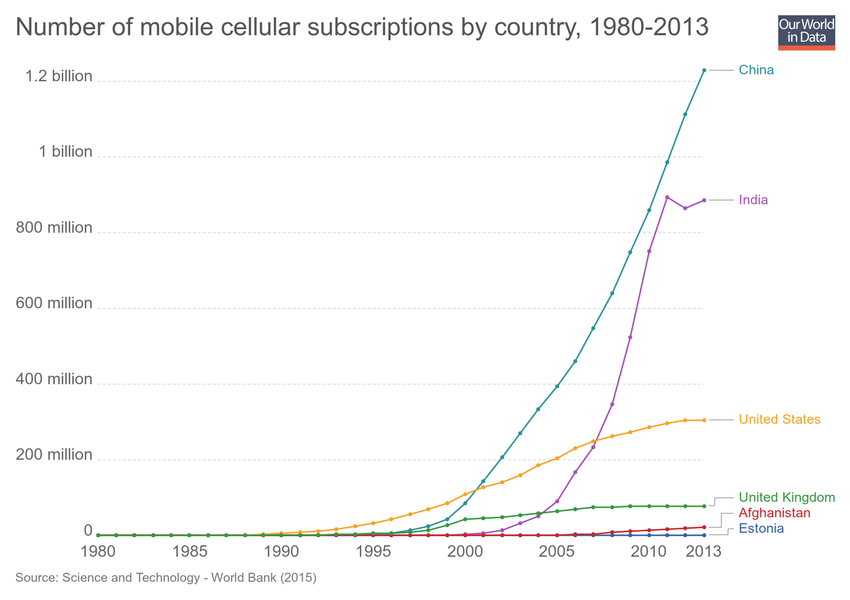 Number of mobile cellular subscriptions by country, 1980-2013
Our World
in Data
1.2 billion
1 billion
800 million
600 million
400 million
200 million
0
China
India
United States
United Kingdom
Afghanistan
Estonia
1980 1985 1990 1995 2000 2005 2010 2013
Source: Science and Technology - World Bank (2015)